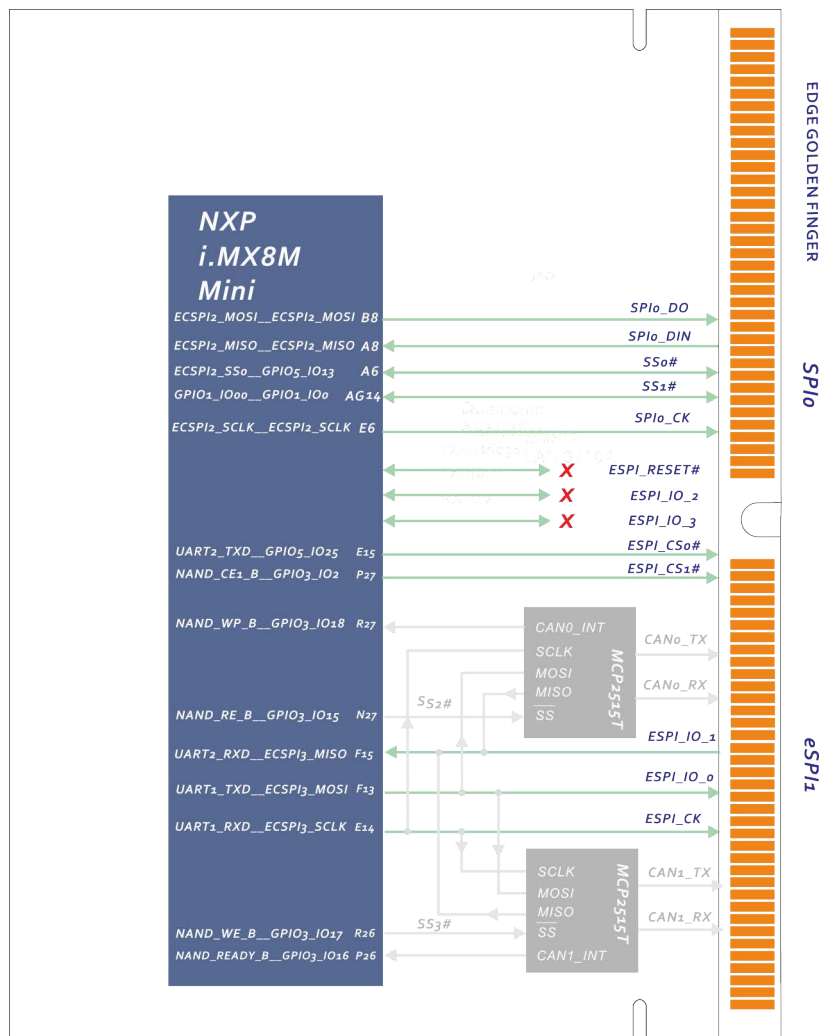 EDGE GOLDEN FINGER
NXP
i.MX8M
Mini
ECSPI2_MOSI__ECSPI2_MOSI B8
SPI0_DO
ECSPI2_MISO__ECSPI2_MISO A8
SPI0_DIN
ECSPI2_SS0__GPIO5_IO13 A6
SS0#
GPIO1_IO00__GPIO1_IO0 AG14
SS1#
ECSPI2_SCLK__ECSPI2_SCLK E6
SPI0_CK
SPI0
X ESPI_RESET#
X ESPI_IO_2
X ESPI_IO_3
UART2_TXD__GPIO5_IO25 E15
ESPI_CS0#
NAND_CE1_B__GPIO3_IO2 P27
ESPI_CS1#
NAND_WP_B__GPIO3_IO18 R27
CAN0_INT
SCLK
MOSI
MISO
SS
MCP2515T
CAN0_TX
CAN0_RX
NAND_RE_B__GPIO3_IO15 N27
SS2#
UART2_RXD__ECSPI3_MISO F15
ESPI_IO_1
UART1_TXD__ECSPI3_MOSI F13
ESPI_IO_0
UART1_RXD__ECSPI3_SCLK E14
ESPI_CK
eSPI1
SCLK
MOSI
MISO
SS
CAN1_INT
MCP2515T
CAN1_TX
CAN1_RX
NAND_WE_B__GPIO3_IO17 R26
SS3#
NAND_READY_B__GPIO3_IO16 P26